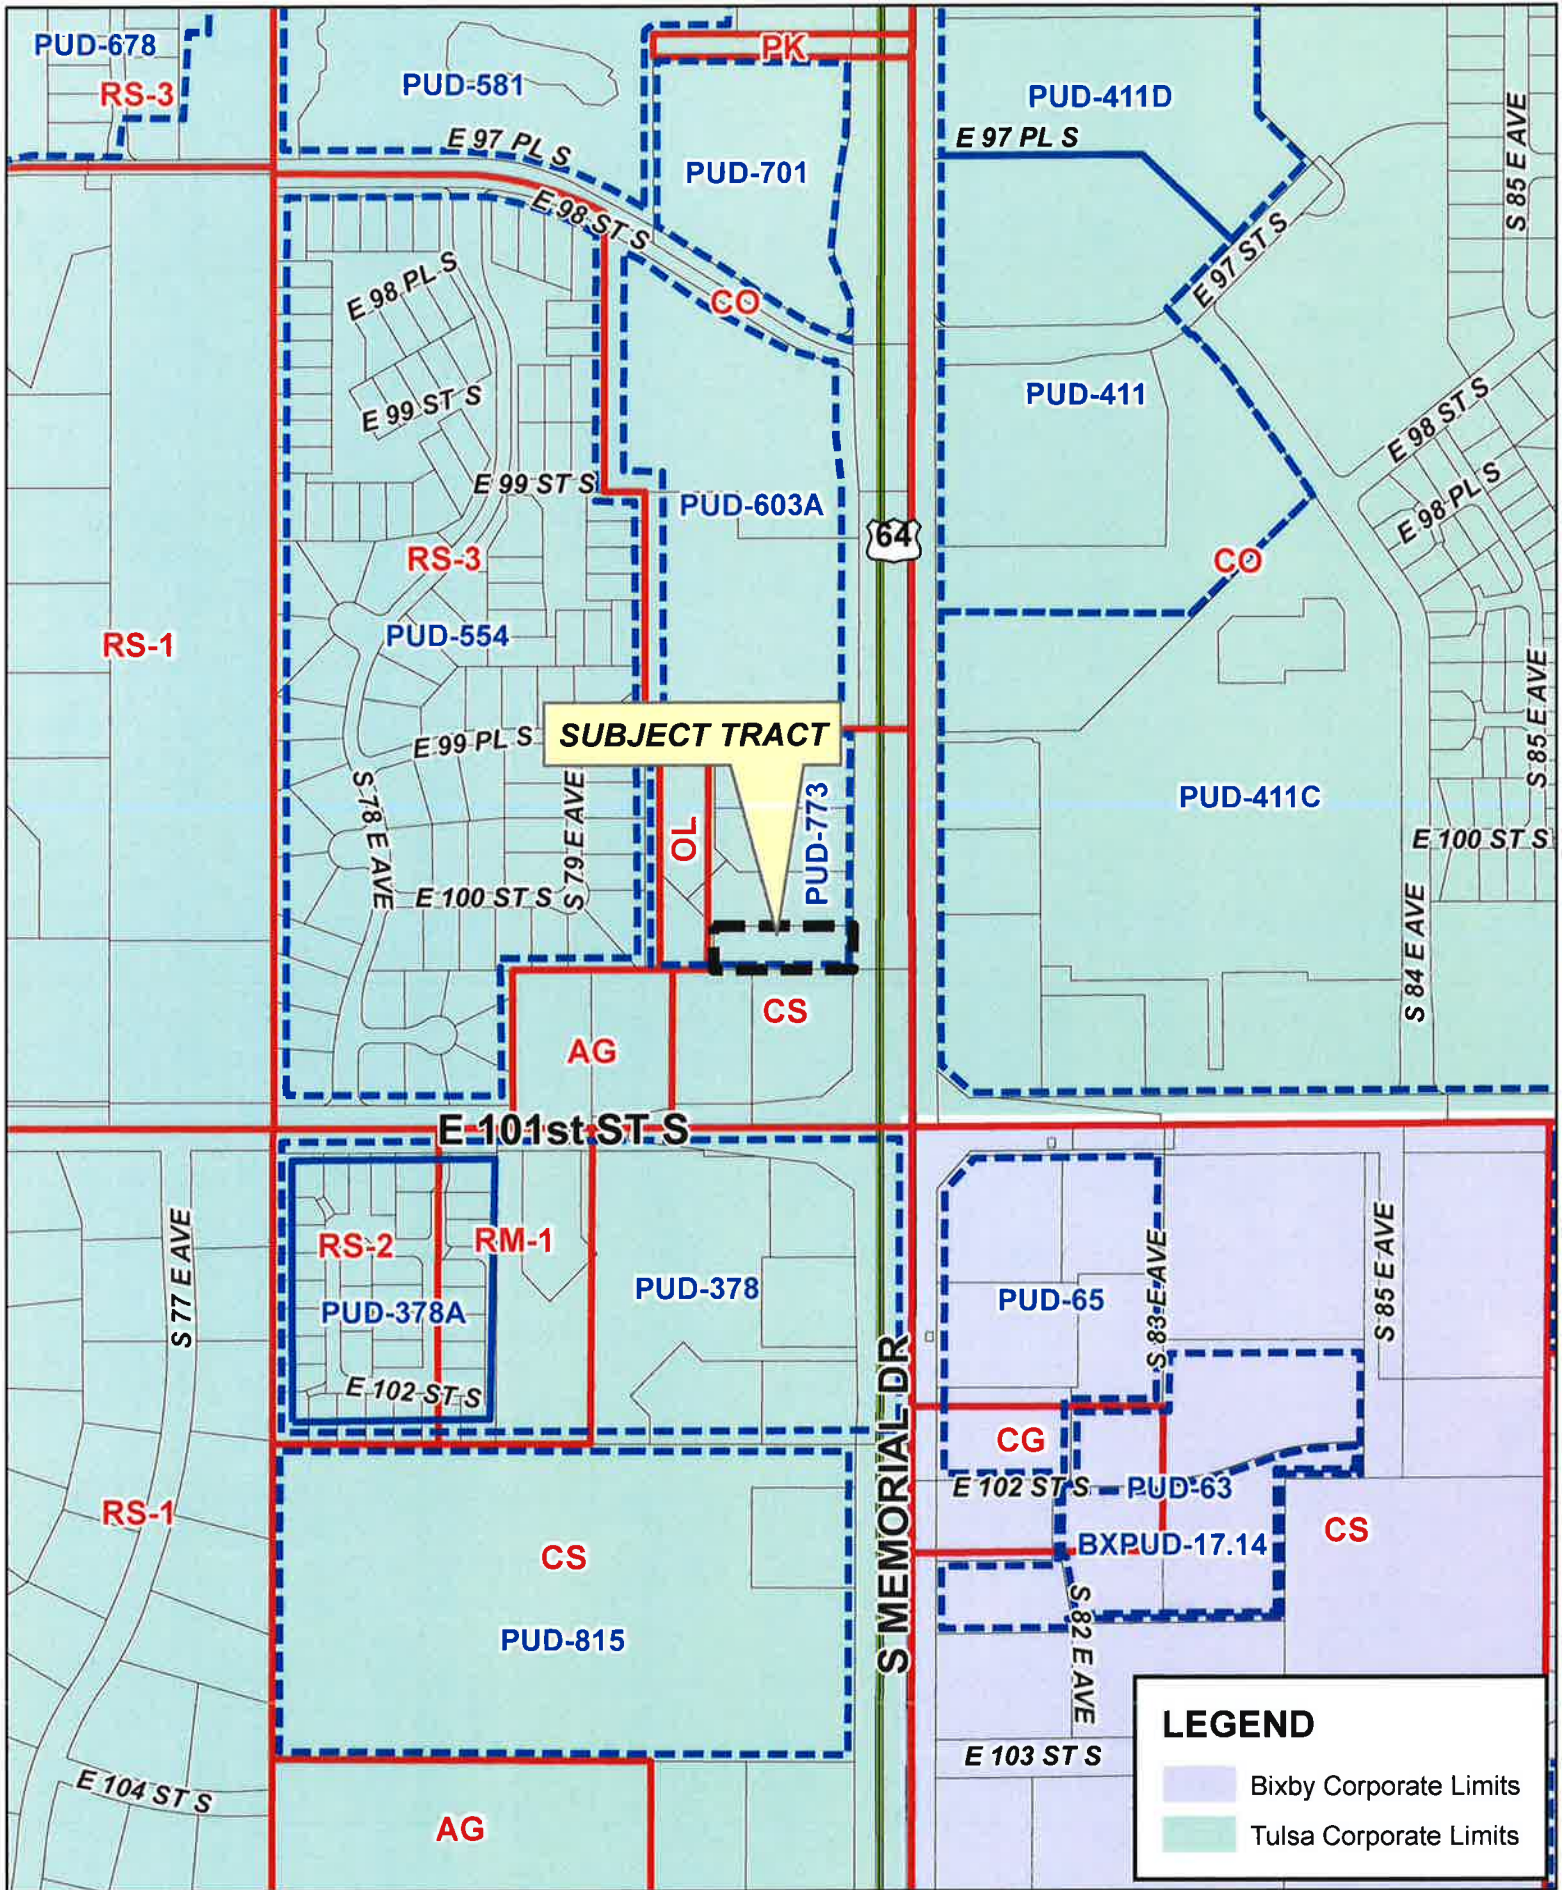 PUD-678
RS-3
PUD-581
PK
PUD-411D
E 97 PL S
E 97 PL S
PUD-701
S 85 E AVE
E 98 ST S
E 97 ST S
E 98 PL S
CO
E 99 ST S
PUD-411
E 98 ST S
E 99 ST S
PUD-603A
E 98 PL S
64
RS-3
CO
PUD-554
RS-1
S 85 E AVE
SUBJECT TRACT
E 99 PL S
S 78 E AVE
S 79 E AVE
OL
PUD-773
PUD-411C
E 100 ST S
E 100 ST S
S 84 E AVE
CS
AG
E 101st ST S
S 77 E AVE
RS-2
RM-1
PUD-378A
PUD-378
PUD-65
S 83 E AVE
S 85 E AVE
E 102 ST S
S MEMORIAL DR
CG
E 102 ST S
PUD-63
RS-1
CS
BXPUD-17.14
CS
PUD-815
S 82 E AVE
E 103 ST S
E 104 ST S
AG
LEGEND
Bixby Corporate Limits
Tulsa Corporate Limits